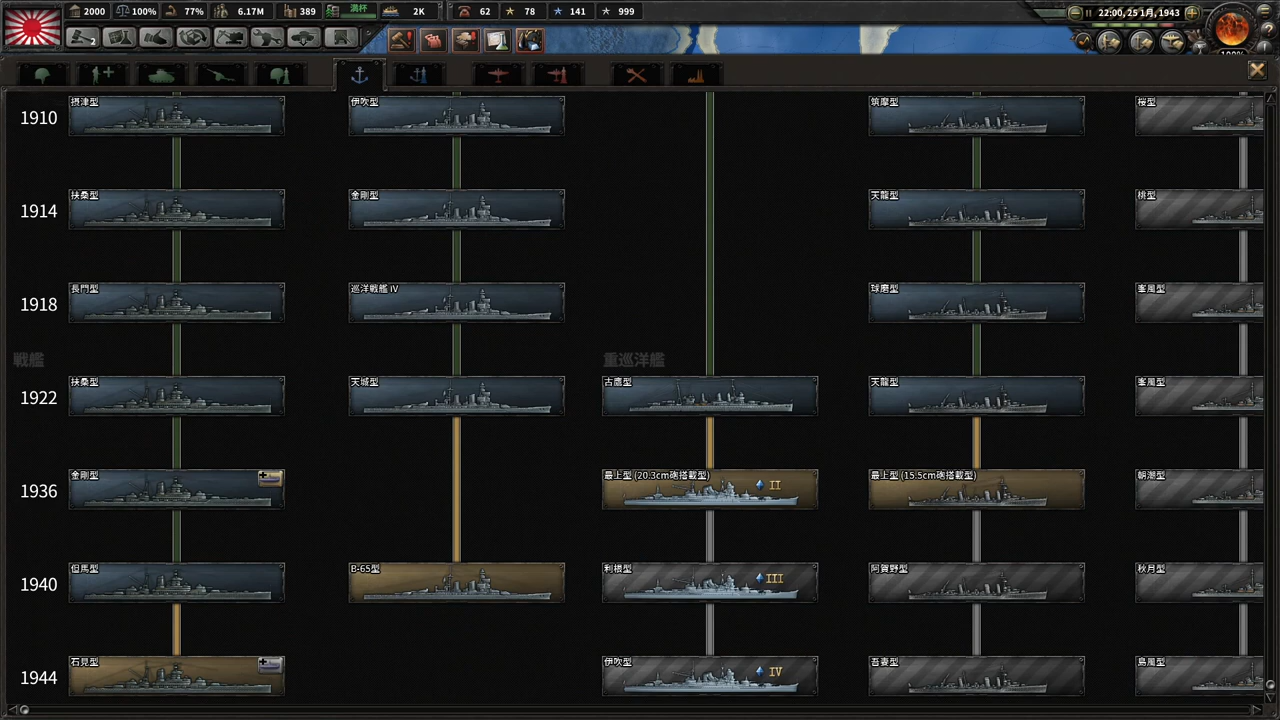 2000 100% 77% 6.17M 389 満杯 2K 62 78 141 999 22:00, 25 1月, 1943
2
100%
1910 摂津型 伊吹型 筑摩型 桜型
1914 扶桑型 金剛型 天龍型 桃型
1918 長門型 巡洋戦艦 IV 球磨型 峯風型
戦艦 重巡洋艦
1922 扶桑型 天城型 古鷹型 天龍型 峯風型
1936 金剛型 最上型 (20.3cm砲搭載型) II 最上型 (15.5cm砲搭載型) 朝潮型
1940 但馬型 B-65型 利根型 III 阿賀野型 秋月型
1944 石見型 伊吹型 IV 吾妻型 島風型